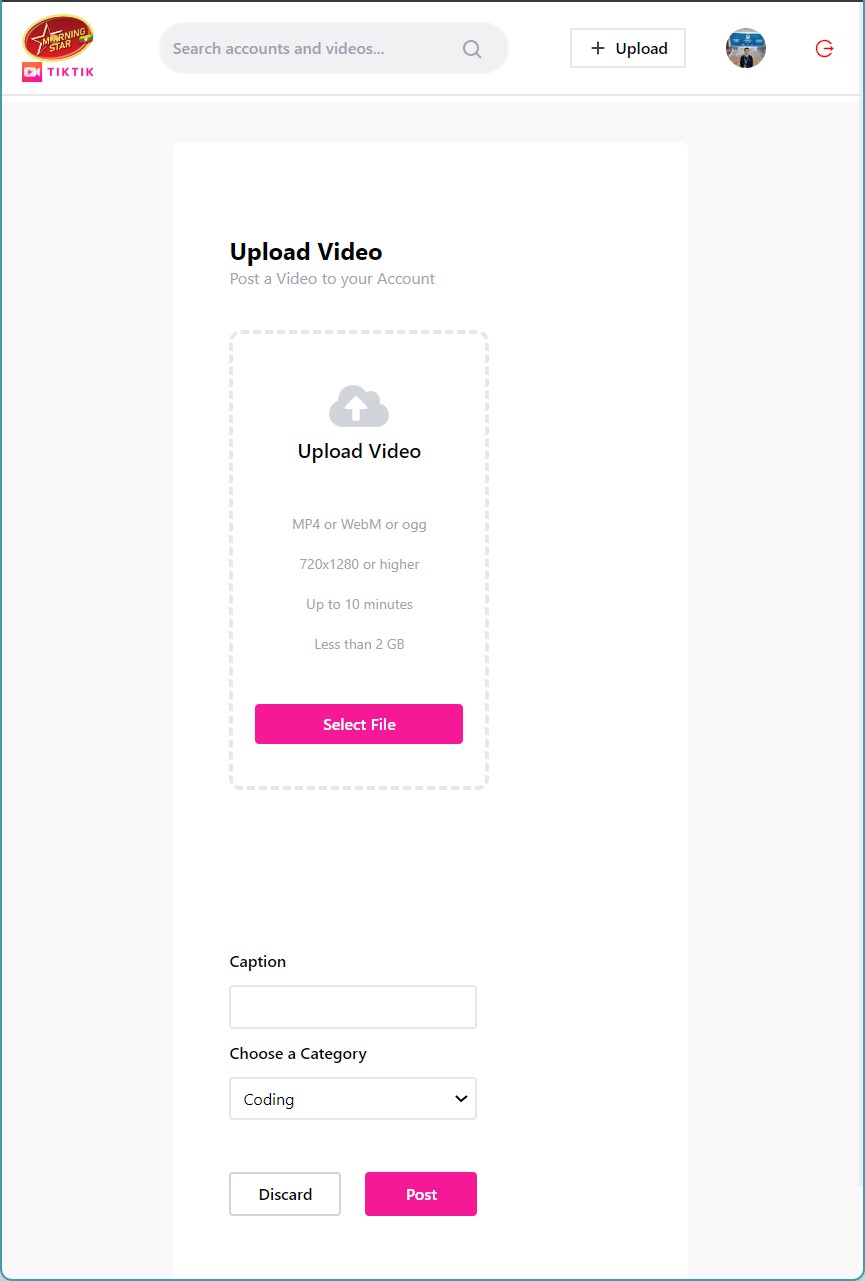 MORNING
STAR
TIKTIK
Search accounts and videos...
Upload
Upload Video
Post a Video to your Account
Upload Video
MP4 or WebM or ogg
720x1280 or higher
Up to 10 minutes
Less than 2 GB
Select File
Caption
Choose a Category
Coding
Discard
Post